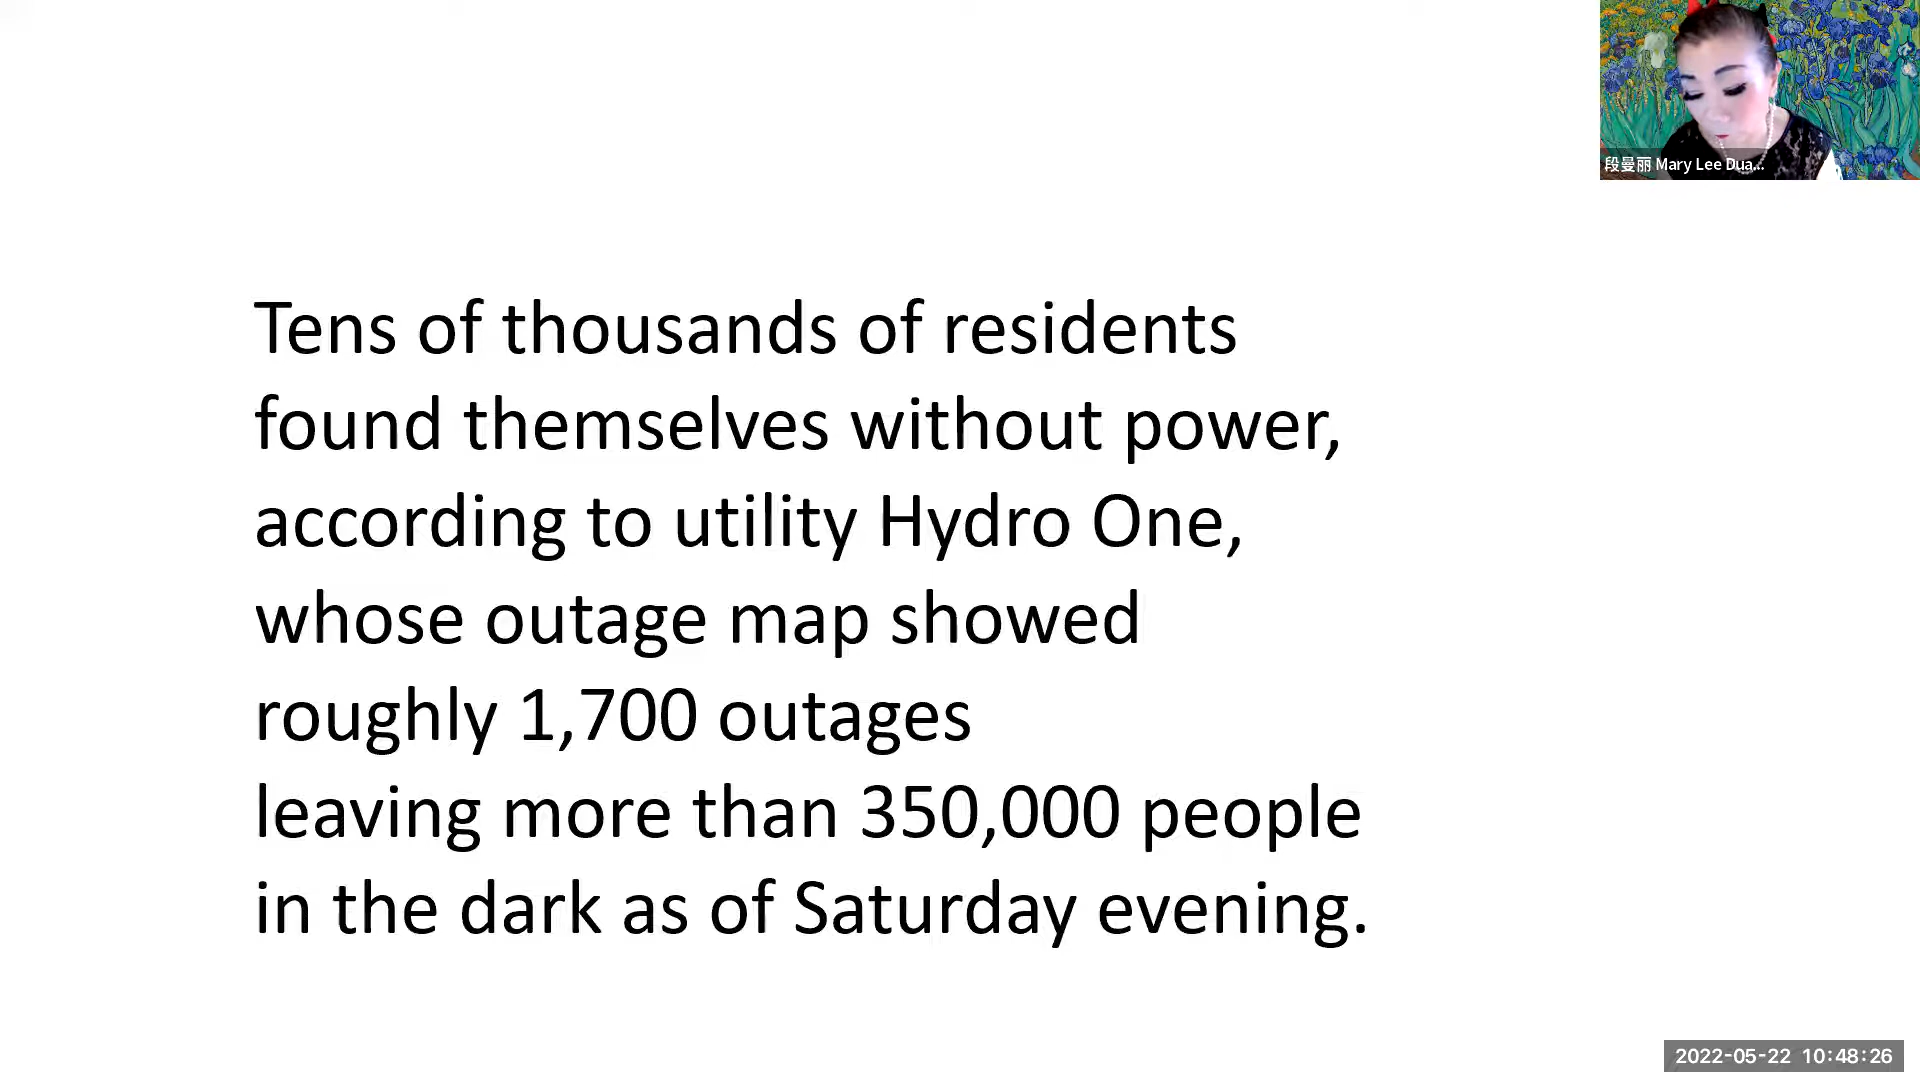 段曼丽 Mary Lee Dua...
Tens of thousands of residents
found themselves without power,
according to utility Hydro One,
whose outage map showed
roughly 1,700 outages
leaving more than 350,000 people
in the dark as of Saturday evening.
2022-05-22 10:48:26